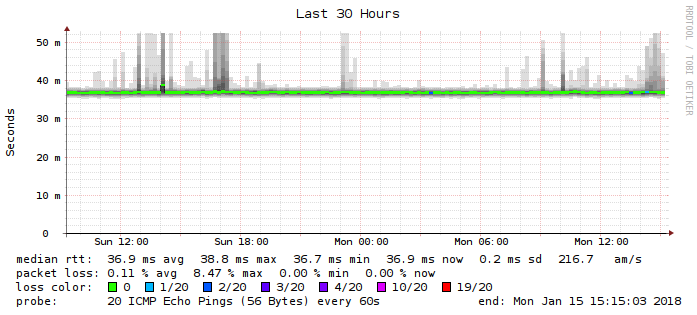 Last 30 Hours
RRDTOOL / TOBI OETIKER
Seconds
50 m
40 m
30 m
20 m
10 m
0
Sun 12:00 Sun 18:00 Mon 00:00 Mon 06:00 Mon 12:00
median rtt: 36.9 ms avg 38.8 ms max 36.7 ms min 36.9 ms now 0.2 ms sd 216.7 am/s
packet loss: 0.11 % avg 8.47 % max 0.00 % min 0.00 % now
loss color: 0 1/20 2/20 3/20 4/20 10/20 19/20
probe: 20 ICMP Echo Pings (56 Bytes) every 60s end: Mon Jan 15 15:15:03 2018